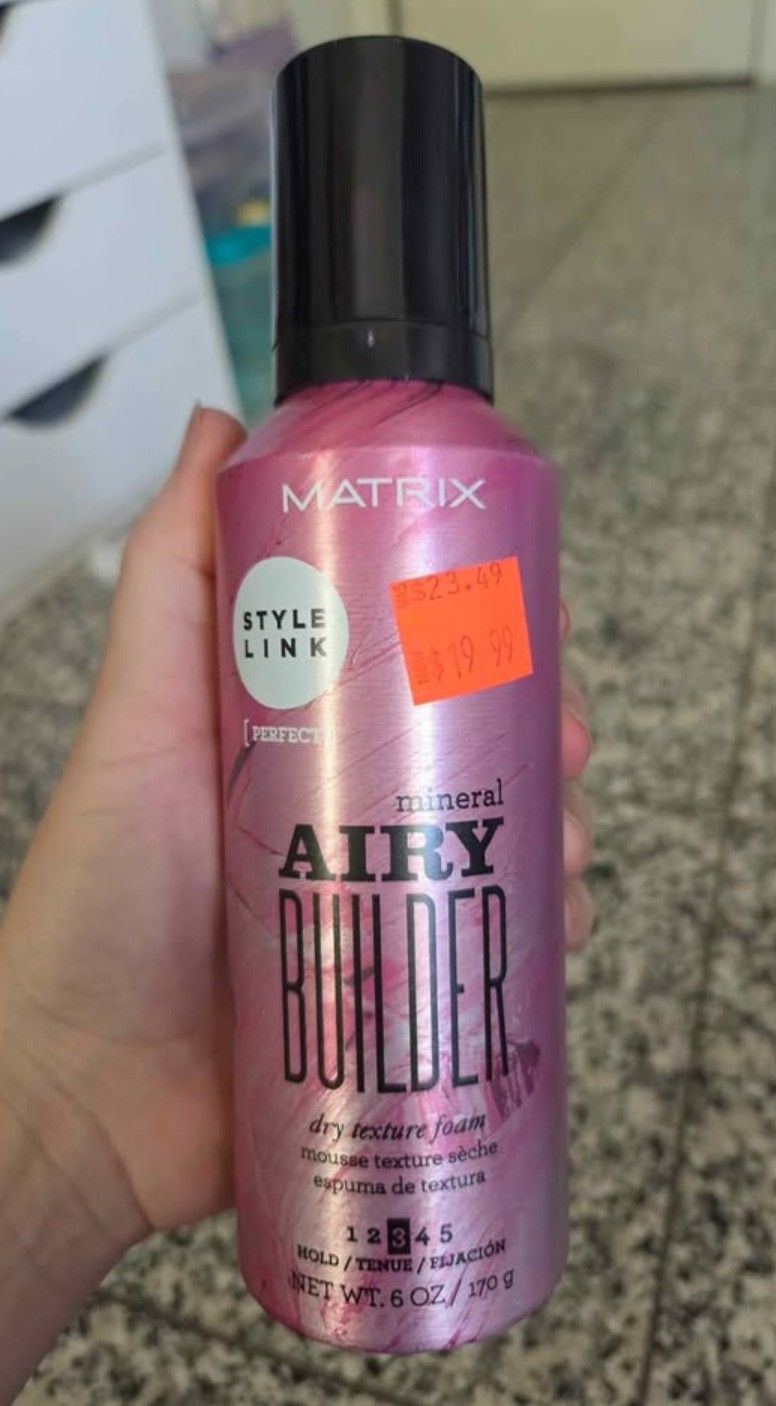 MATRIX
$23.49
$19 99
STYLE
LINK
[ PERFECT
mineral
AIRY
BUILDER
dry texture foam
mousse texture sèche
espuma de textura
1 2 3 4 5
HOLD / TENUE / FIJACIÓN
NET WT. 6 OZ / 170 g